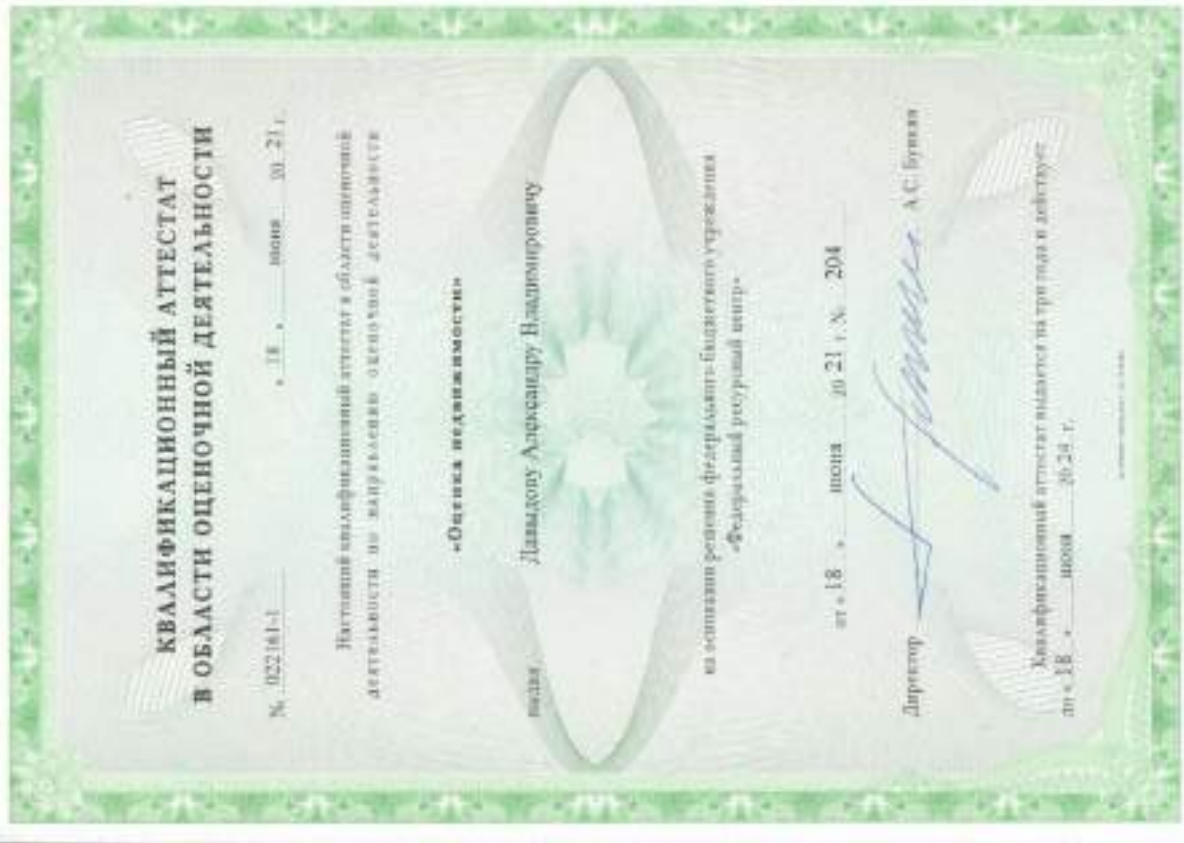 КВАЛИФИКАЦИОННЫЙ АТТЕСТАТ
В ОБЛАСТИ ОЦЕНОЧНОЙ ДЕЯТЕЛЬНОСТИ
№ 022161-1 « 18 » июня 20 21 г.
Настоящий квалификационный аттестат в области оценочной
деятельности по направлению оценочной деятельности
«Оценка недвижимости»
выдан Давыдову Александру Владимировичу
на основании решения федерального бюджетного учреждения
«Федеральный ресурсный центр»
от « 18 » июня 20 21 г. № 204
Директор А.С. Бункин
Квалификационный аттестат выдается на три года и действует
до « 18 » июня 20 24 г.